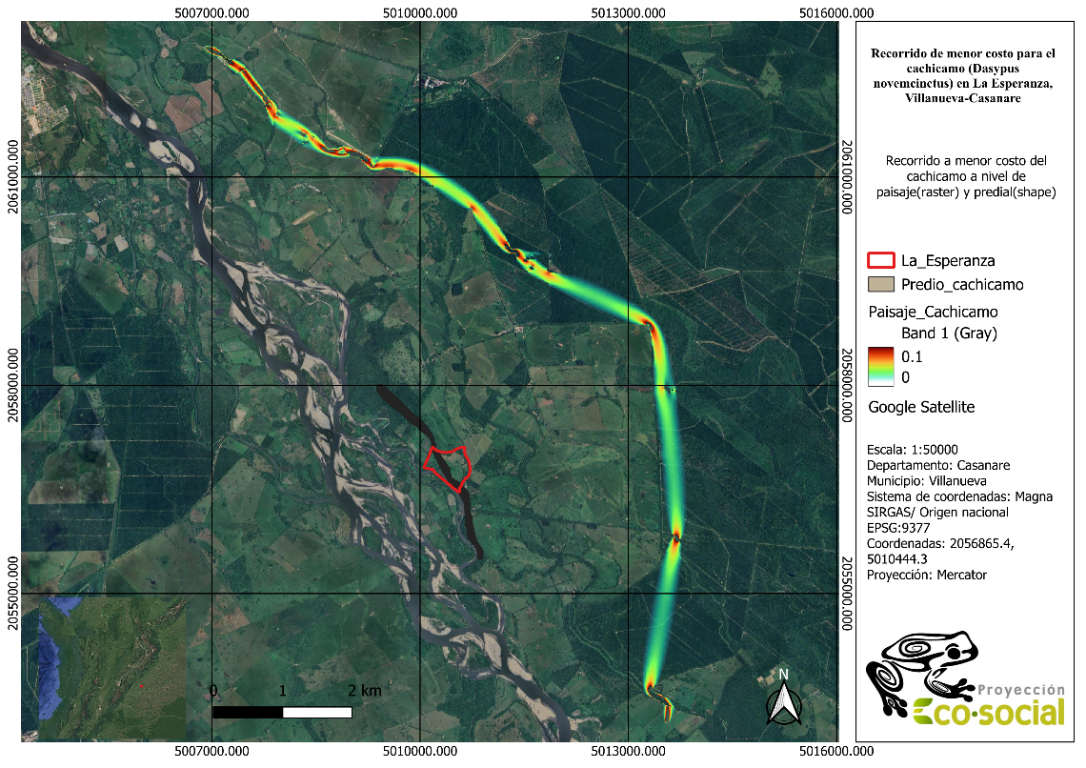 5007000.000 5010000.000 5013000.000 5016000.000
2061000.000
2058000.000
2055000.000
2061000.000
2058000.000
2055000.000
0 1 2 km
N
5007000.000 5010000.000 5013000.000 5016000.000
Recorrido de menor costo para el
cachicamo (Dasypus
novemcinctus) en La Esperanza,
Villanueva-Casanare
Recorrido a menor costo del
cachicamo a nivel de
paisaje(raster) y predial(shape)
La_Esperanza
Predio_cachicamo
Paisaje_Cachicamo
Band 1 (Gray)
0.1
0
Google Satellite
Escala: 1:50000
Departamento: Casanare
Municipio: Villanueva
Sistema de coordenadas: Magna
SIRGAS/ Origen nacional
EPSG:9377
Coordenadas: 2056865.4,
5010444.3
Proyección: Mercator
Proyección
Eco·social